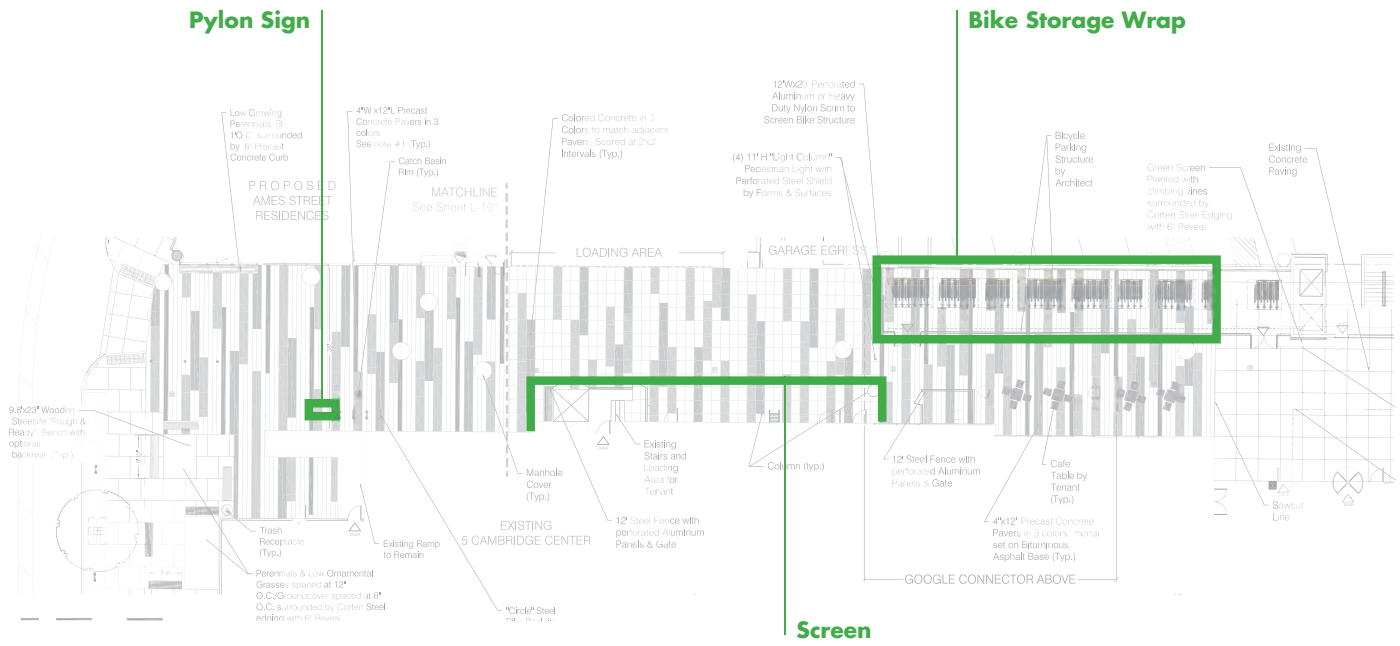 Pylon Sign
Bike Storage Wrap
12'Wx20' Perforated
Aluminum or Heavy
Duty Nylon Scrim to
Screen Bike Structure
Low Growing
Perennials @
1'O.C. surrounded
by 6" Precast
Concrete Curb
4"W x12"L Precast
Concrete Pavers in 3
colors
See note #1 (Typ.)
Catch Basin
Rim (Typ.)
Colored Concrete in 3
Colors to match adjacent
Pavers. Scored at 2'x2'
Intervals (Typ.)
(4) 11' H "Light Column"
Pedestrian Light with
Perforated Steel Shield
by Forms & Surfaces
Bicycle
Parking
Structure
by
Architect
Green Screen
Planted with
climbing vines
surrounded by
Corten Steel Edging
with 6" Reveal
Existing
Concrete
Paving
PROPOSED
AMES STREET
RESIDENCES
MATCHLINE
See Sheet L-101
LOADING AREA
GARAGE EGRESS
9.8'x23" Wooden
Streetlife "Rough &
Ready" Bench with
optional
backrest
Manhole
Cover
(Typ.)
Existing
Stairs and
Loading
Area for
Tenant
Column (typ.)
12' Steel Fence with
perforated Aluminum
Panels & Gate
Cafe
Table by
Tenant
(Typ.)
Sawcut
Line
Trash
Receptacle
(Typ.)
Existing Ramp
to Remain
EXISTING
5 CAMBRIDGE CENTER
12' Steel Fence with
perforated Aluminum
Panels & Gate
4"x12" Precast Concrete
Pavers in 3 colors, mortar
set on Bituminous
Asphalt Base (Typ.)
Perennials & Low Ornamental
Grasses spaced at 12"
O.C./Groundcover spaced at 6"
O.C. surrounded by Corten Steel
edging with 6" Reveal
GOOGLE CONNECTOR ABOVE
"Circle" Steel
Screen